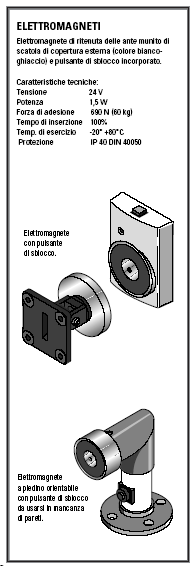 ELETTROMAGNETI
Elettromagnete di ritenuta delle ante munito di
scatola di copertura esterna (colore bianco-
ghiaccio) e pulsante di sblocco incorporato.
Caratteristiche tecniche:
Tensione 24 V
Potenza 1,5 W
Forza di adesione 690 N (60 kg)
Tempo di inserzione 100%
Temp. di esercizio -20° +80°C
Protezione IP 40 DIN 40050
Elettromagnete
con pulsante
di sblocco.
Elettromagnete
a piedino orientabile
con pulsante di sblocco
da usarsi in mancanza
di pareti.